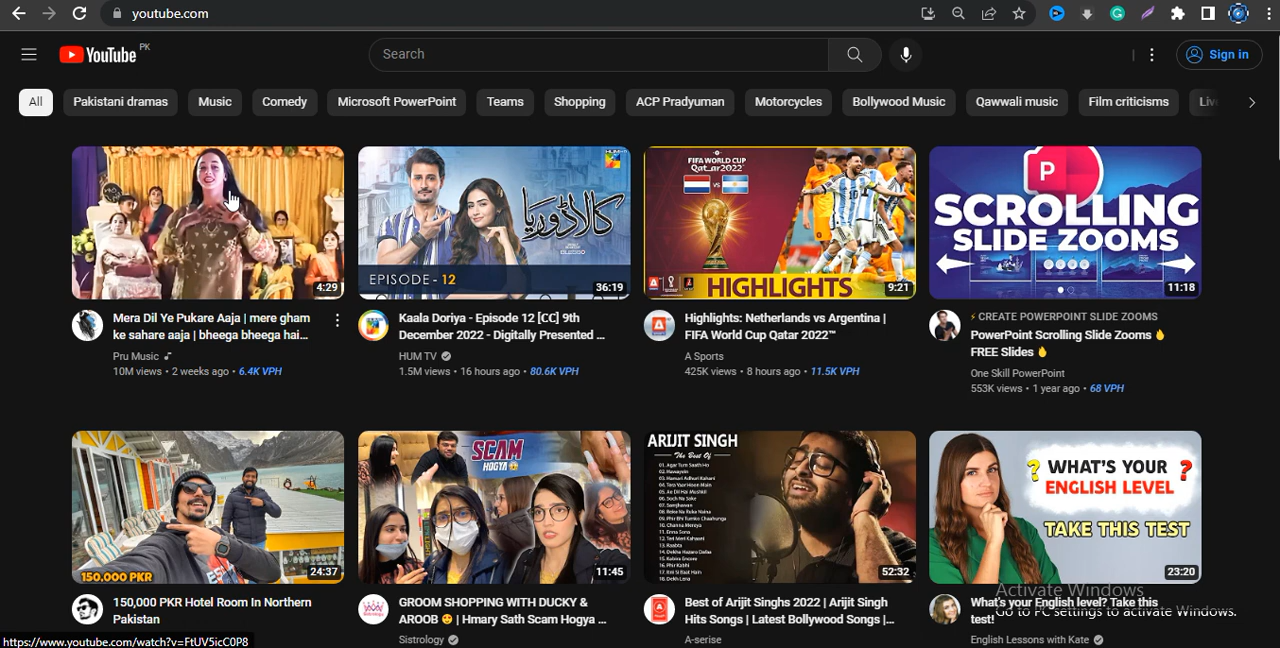 youtube.com
YouTube PK
Search
Sign in
All
Pakistani dramas
Music
Comedy
Microsoft PowerPoint
Teams
Shopping
ACP Pradyuman
Motorcycles
Bollywood Music
Qawwali music
Film criticisms
Liv
4:29
Mera Dil Ye Pukare Aaja | mere gham
ke sahare aaja | bheega bheega hai...
Pru Music
10M views • 2 weeks ago • 6.4K VPH
کالا ڈوریا
EPISODE - 12
36:19
Kaala Doriya - Episode 12 [CC] 9th
December 2022 - Digitally Presented ...
HUM TV
1.5M views • 16 hours ago • 80.6K VPH
FIFA WORLD CUP
Qatar2022
VS
HIGHLIGHTS
9:21
Highlights: Netherlands vs Argentina |
FIFA World Cup Qatar 2022™
A Sports
425K views • 8 hours ago • 11.5K VPH
P
SCROLLING
SLIDE ZOOMS
11:18
⚡ CREATE POWERPOINT SLIDE ZOOMS
PowerPoint Scrolling Slide Zooms 🔥
FREE Slides 🔥
One Skill PowerPoint
553K views • 1 year ago • 68 VPH
150.000 PKR
24:37
150,000 PKR Hotel Room In Northern
Pakistan
SCAM
HOGYA
11:45
GROOM SHOPPING WITH DUCKY &
AROOB 😍 | Hmary Sath Scam Hogya ...
Sistrology
ARIJIT SINGH
The Best Of
52:32
Best of Arijit Singhs 2022 | Arijit Singh
Hit Songs | Latest Bollywood Songs |...
A-serise
? WHAT'S YOUR ?
ENGLISH LEVEL
TAKE THIS TEST
23:20
What's your English level? Take this
test!
English Lessons with Kate
Activate Windows
Go to PC settings to activate Windows.
https://www.youtube.com/watch?v=FtUV5icC0P8